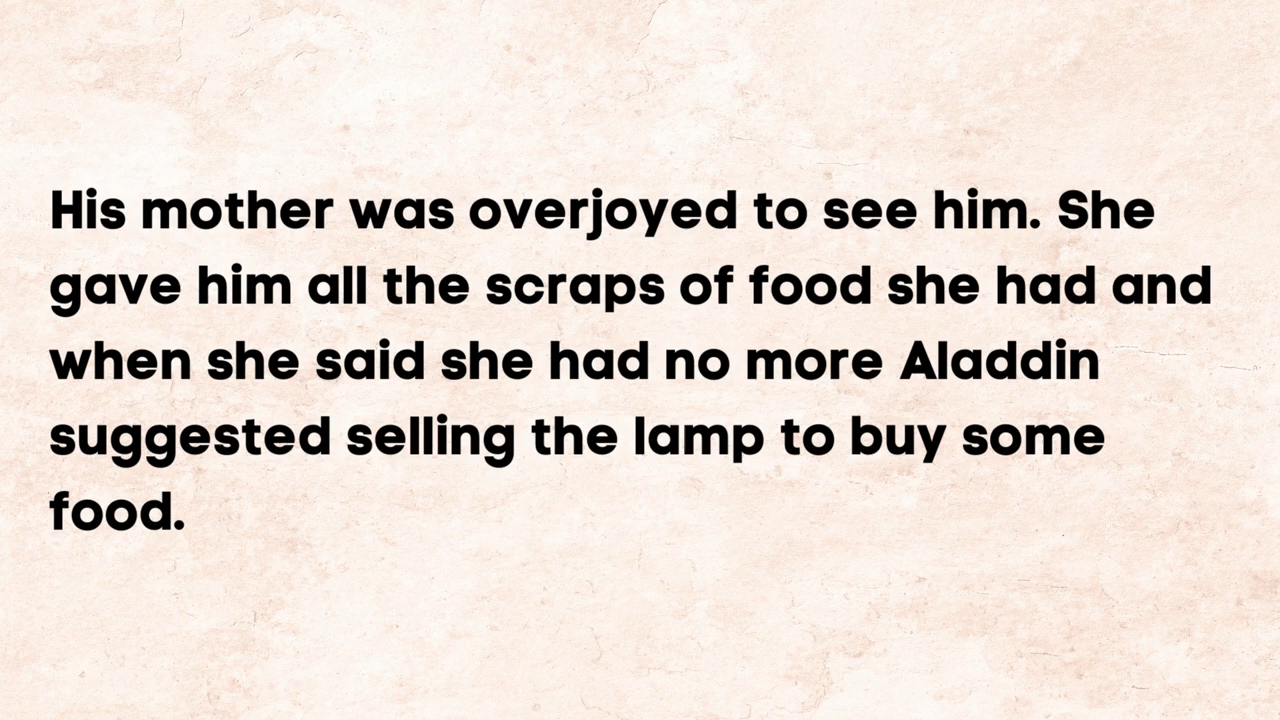 His mother was overjoyed to see him. She
gave him all the scraps of food she had and
when she said she had no more Aladdin
suggested selling the lamp to buy some
food.